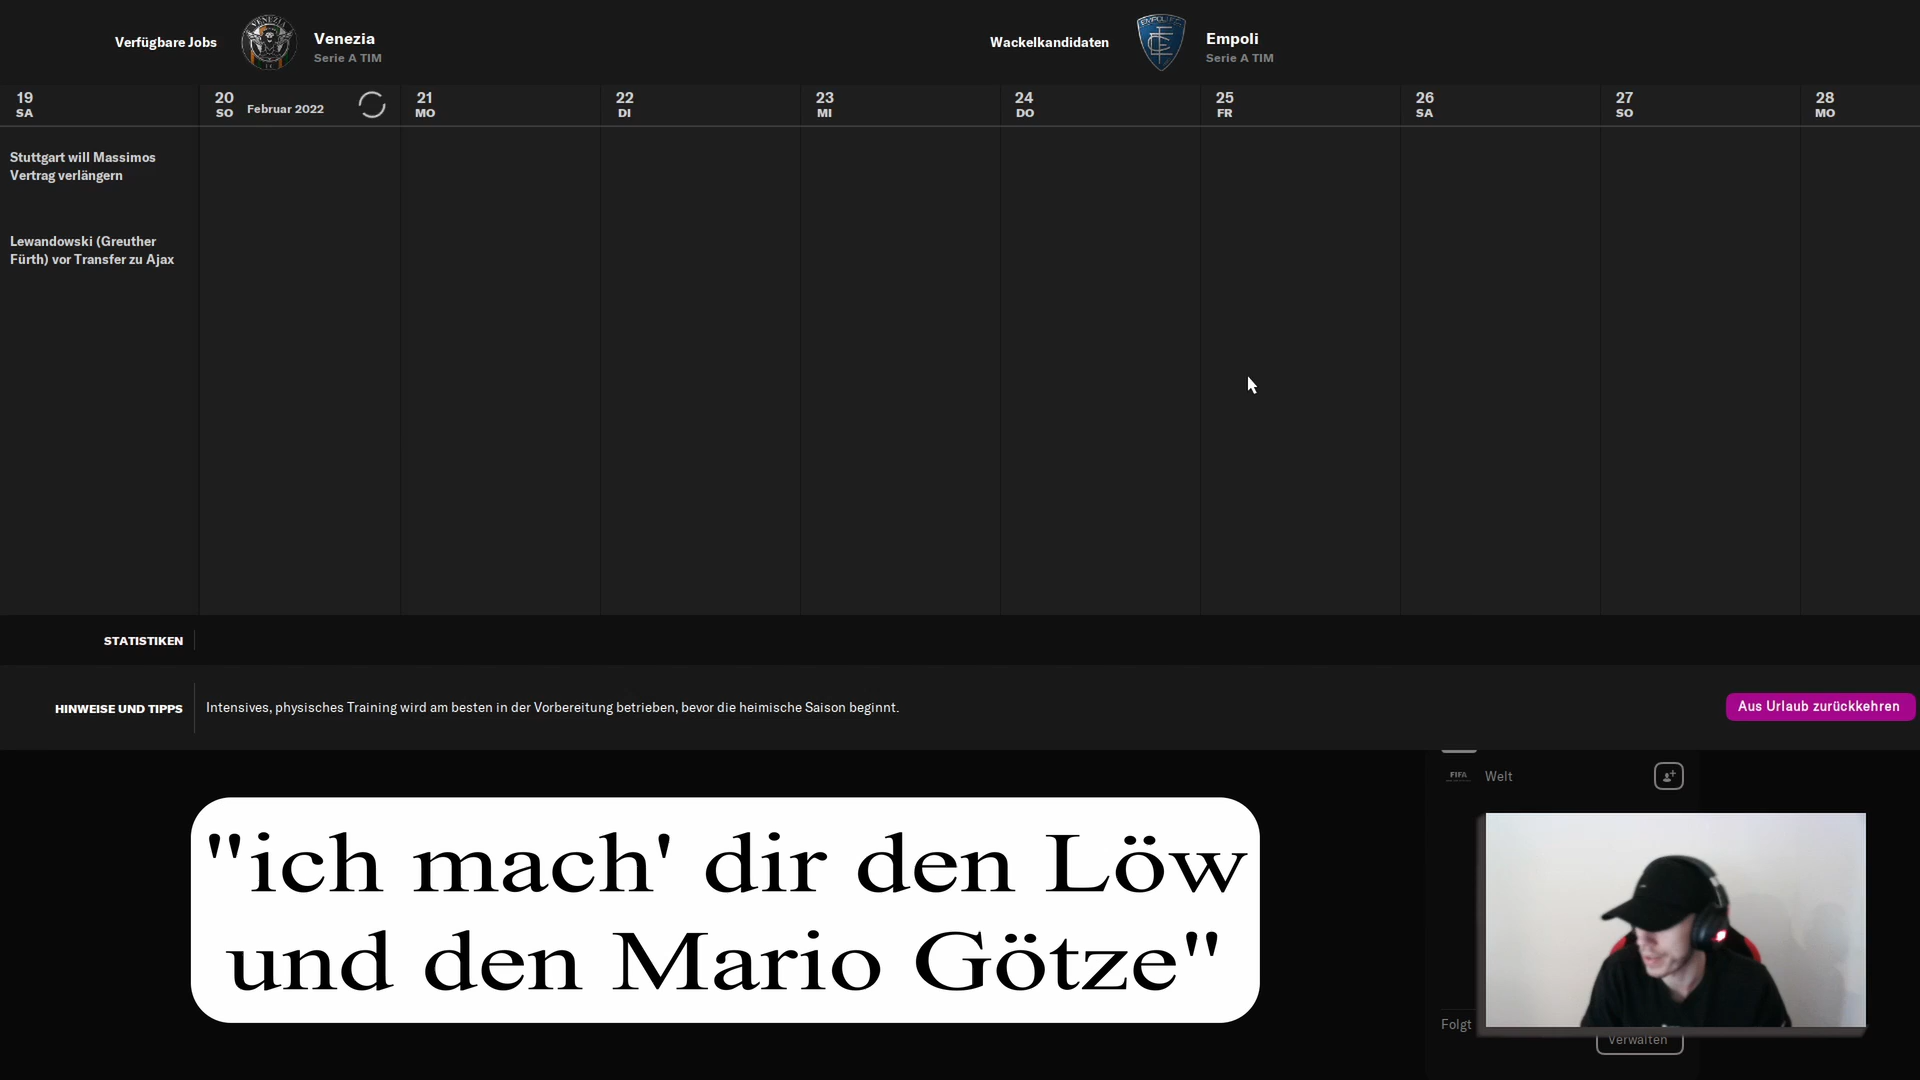 Verfügbare Jobs
VENEZIA
Venezia
Serie A TIM
Wackelkandidaten
Empoli
Serie A TIM
19
SA
20
SO
Februar 2022
21
MO
22
DI
23
MI
24
DO
25
FR
26
SA
27
SO
28
MO
Stuttgart will Massimos
Vertrag verlängern
Lewandowski (Greuther
Fürth) vor Transfer zu Ajax
STATISTIKEN
HINWEISE UND TIPPS
Intensives, physisches Training wird am besten in der Vorbereitung betrieben, bevor die heimische Saison beginnt.
Aus Urlaub zurückkehren
FIFA
Welt
"ich mach' dir den Löw
und den Mario Götze"
Folgt
Verwalten